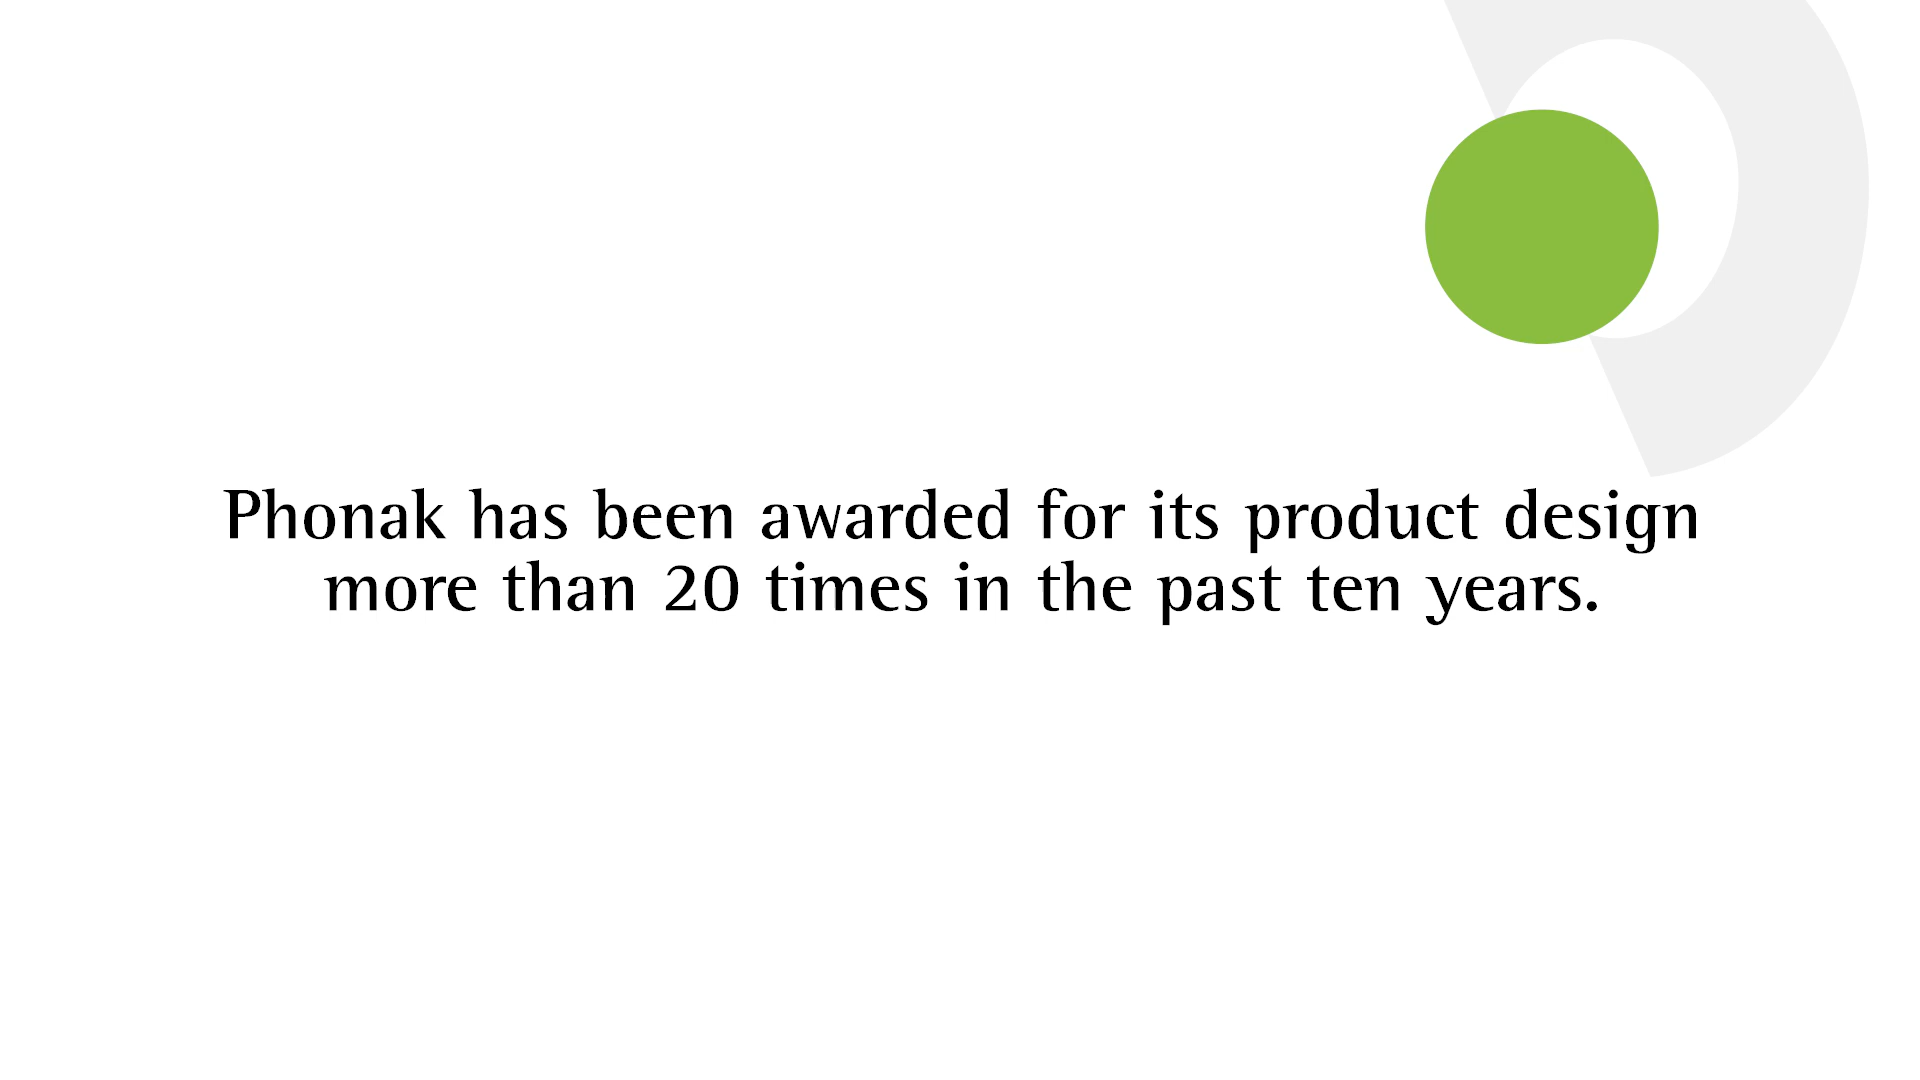 Phonak has been awarded for its product design
more than 20 times in the past ten years.